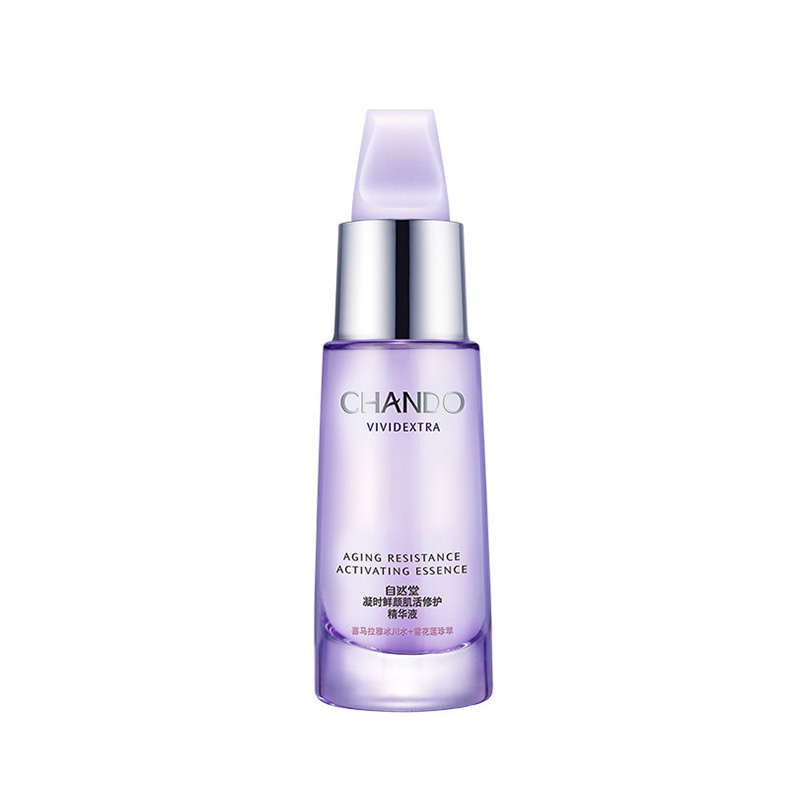 CHANDO
VIVIDEXTRA
AGING RESISTANCE
ACTIVATING ESSENCE
自然堂
凝时鲜颜肌活修护
精华液
喜马拉雅冰川水+雪花莲珍萃